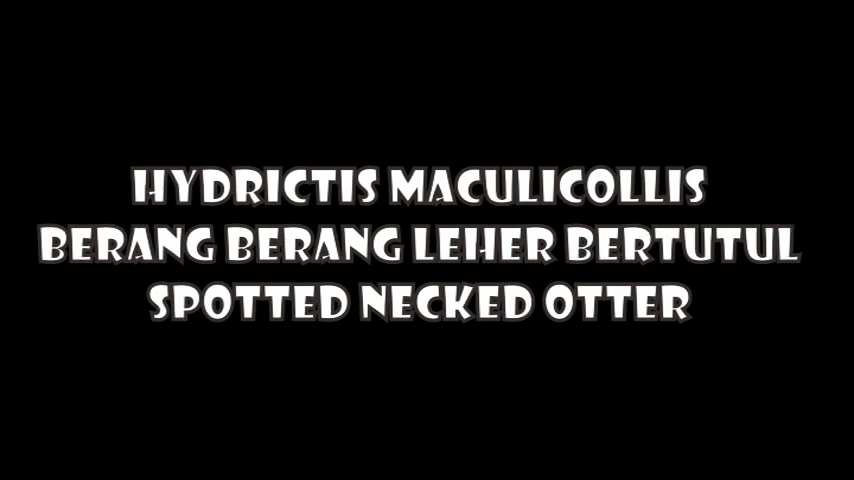 HYDRICTIS MACULICOLLIS
BERANG BERANG LEHER BERTUTUL
SPOTTED NECKED OTTER